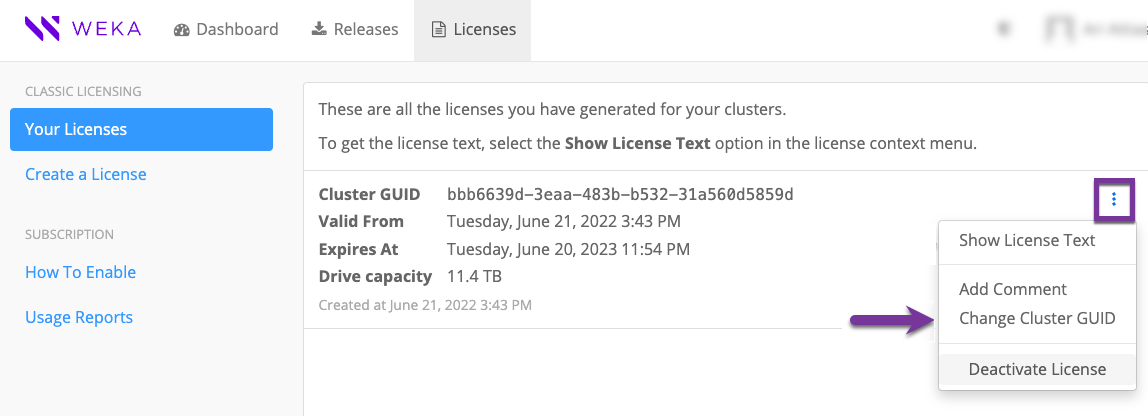 WEKA Dashboard Releases Licenses
CLASSIC LICENSING
Your Licenses
Create a License
SUBSCRIPTION
How To Enable
Usage Reports
These are all the licenses you have generated for your clusters.
To get the license text, select the Show License Text option in the license context menu.
Cluster GUID bbb6639d-3eaa-483b-b532-31a560d5859d
Valid From Tuesday, June 21, 2022 3:43 PM
Expires At Tuesday, June 20, 2023 11:54 PM
Drive capacity 11.4 TB
Created at June 21, 2022 3:43 PM
Show License Text
Add Comment
Change Cluster GUID
Deactivate License